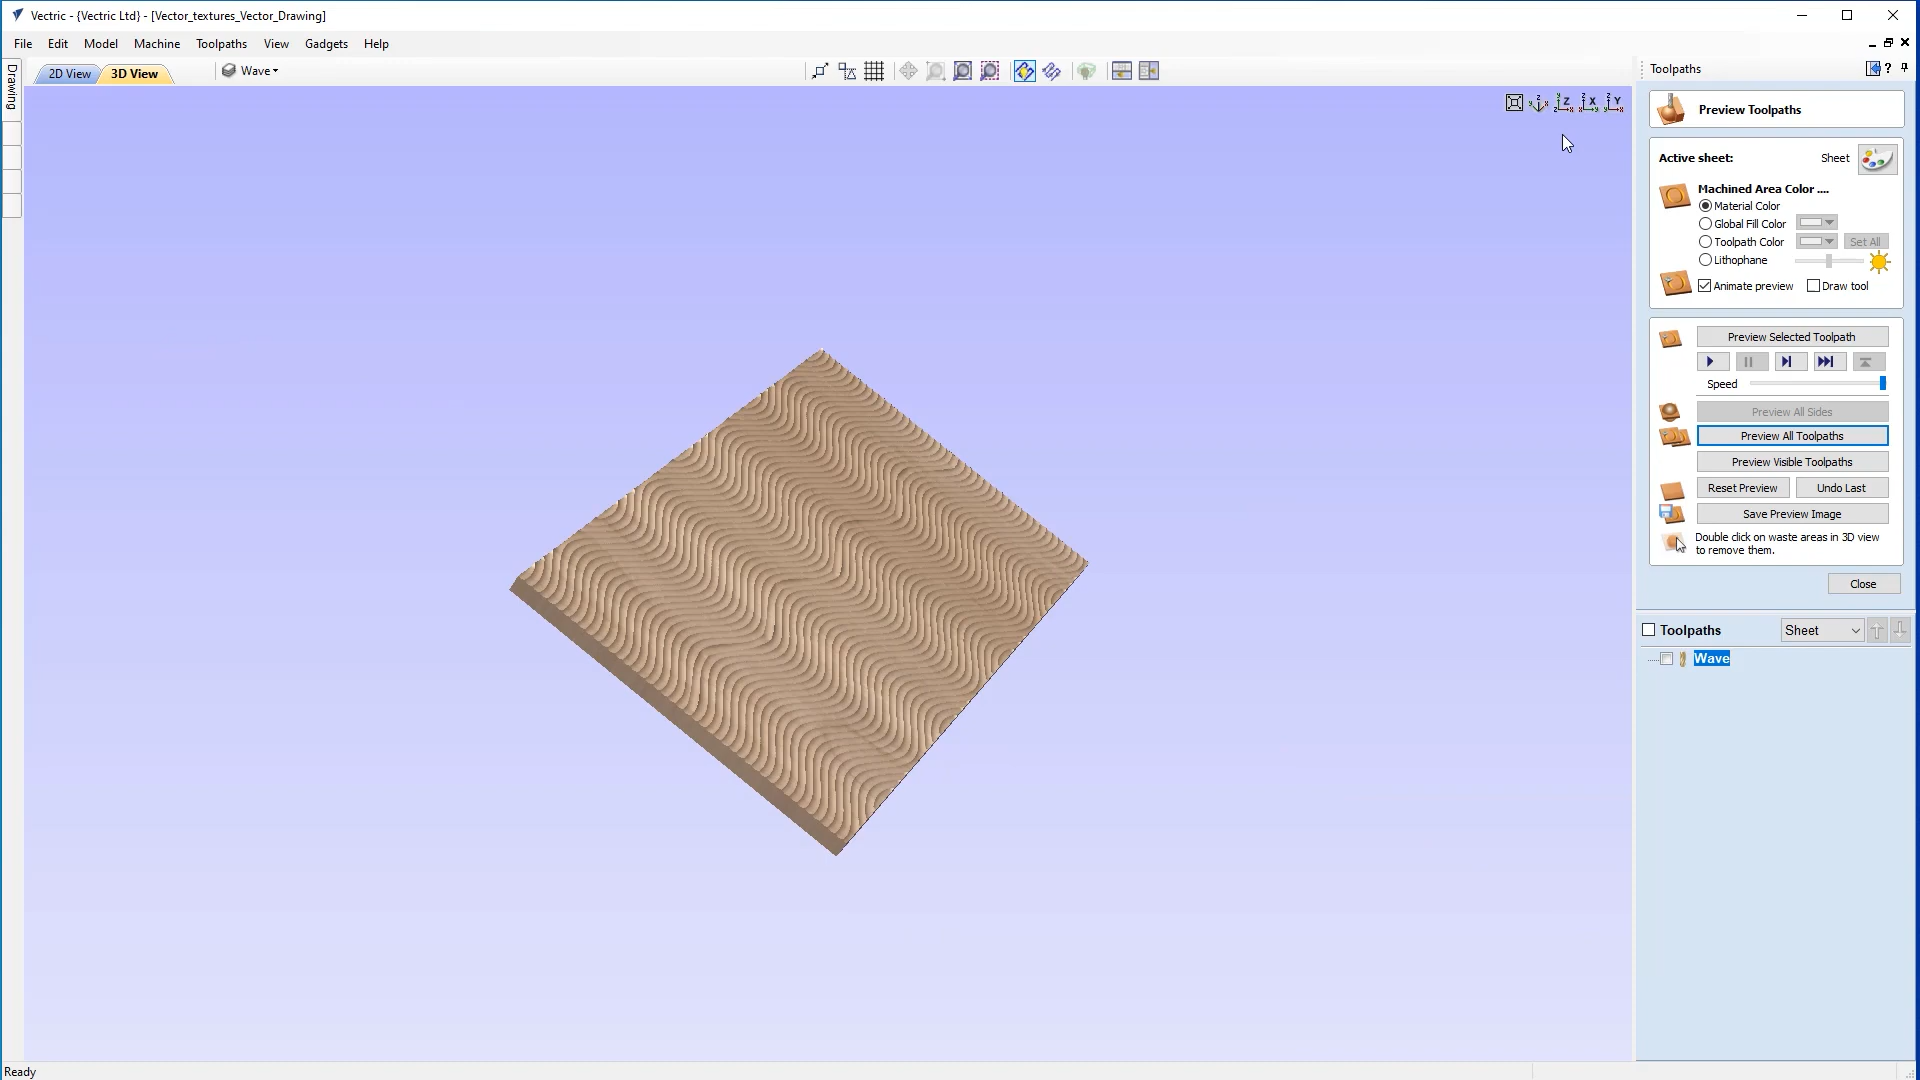 Vectric - {Vectric Ltd} - [Vector_textures_Vector_Drawing]
File Edit Model Machine Toolpaths View Gadgets Help
Drawing
2D View 3D View Wave
Z X Y
Toolpaths ?
Preview Toolpaths
Active sheet: Sheet
Machined Area Color ....
Material Color
Global Fill Color
Toolpath Color Set All
Lithophane
Animate preview Draw tool
Preview Selected Toolpath
Speed
Preview All Sides
Preview All Toolpaths
Preview Visible Toolpaths
Reset Preview Undo Last
Save Preview Image
Double click on waste areas in 3D view
to remove them.
Close
Toolpaths Sheet
Wave
Ready